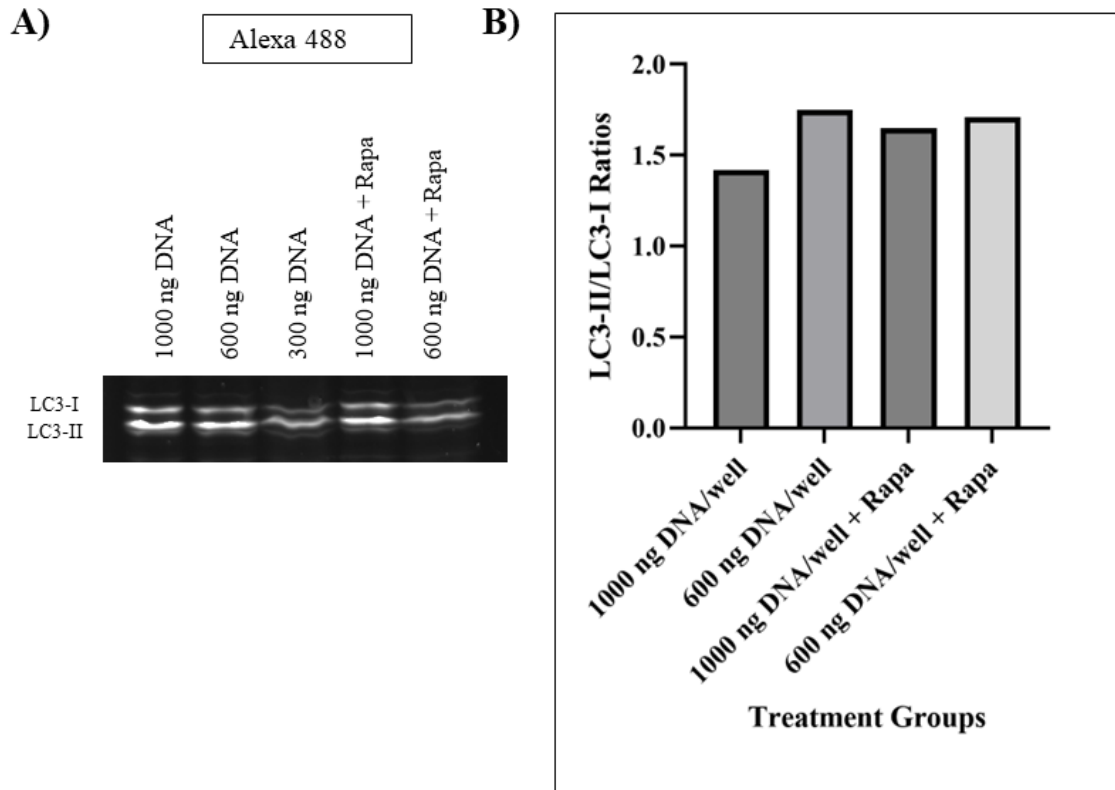 A)
Alexa 488
1000 ng DNA
600 ng DNA
300 ng DNA
1000 ng DNA + Rapa
600 ng DNA + Rapa
LC3-I
LC3-II
B)
LC3-II/LC3-I Ratios
2.0
1.5
1.0
0.5
0.0
1000 ng DNA/well
600 ng DNA/well
1000 ng DNA/well + Rapa
600 ng DNA/well + Rapa
Treatment Groups